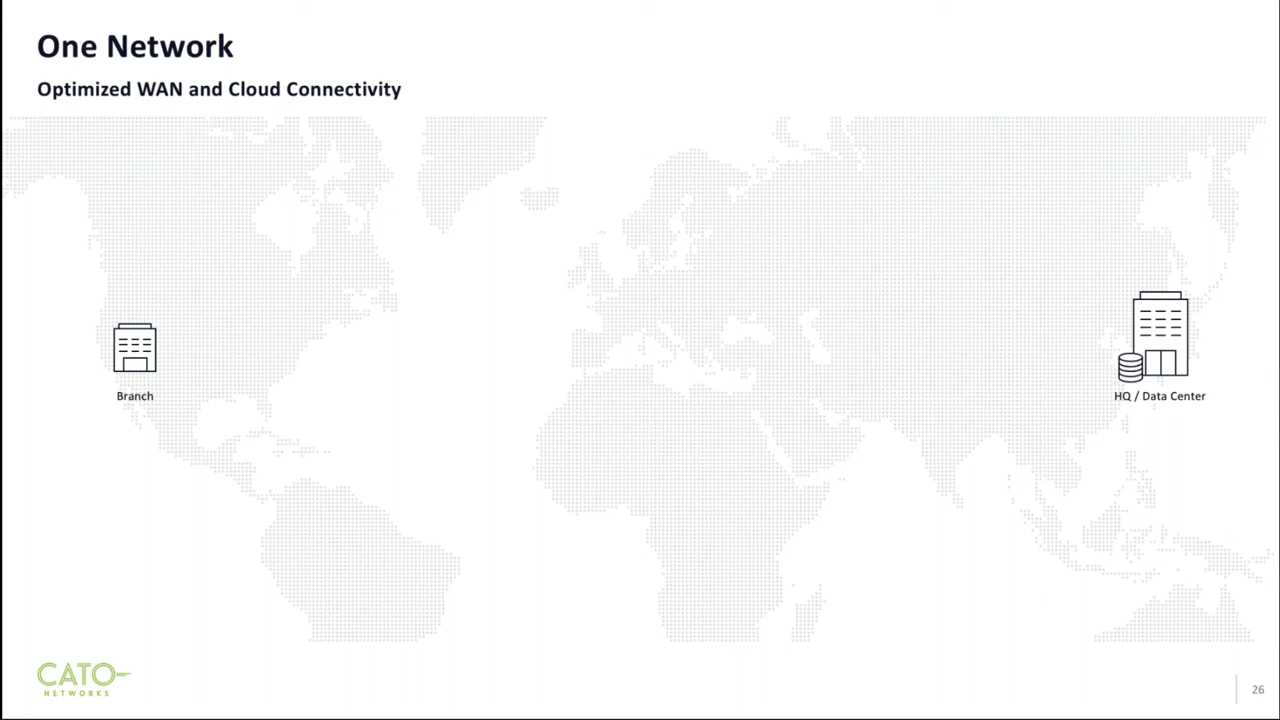 One Network
Optimized WAN and Cloud Connectivity
Branch
HQ / Data Center
CATO
NETWORKS
26